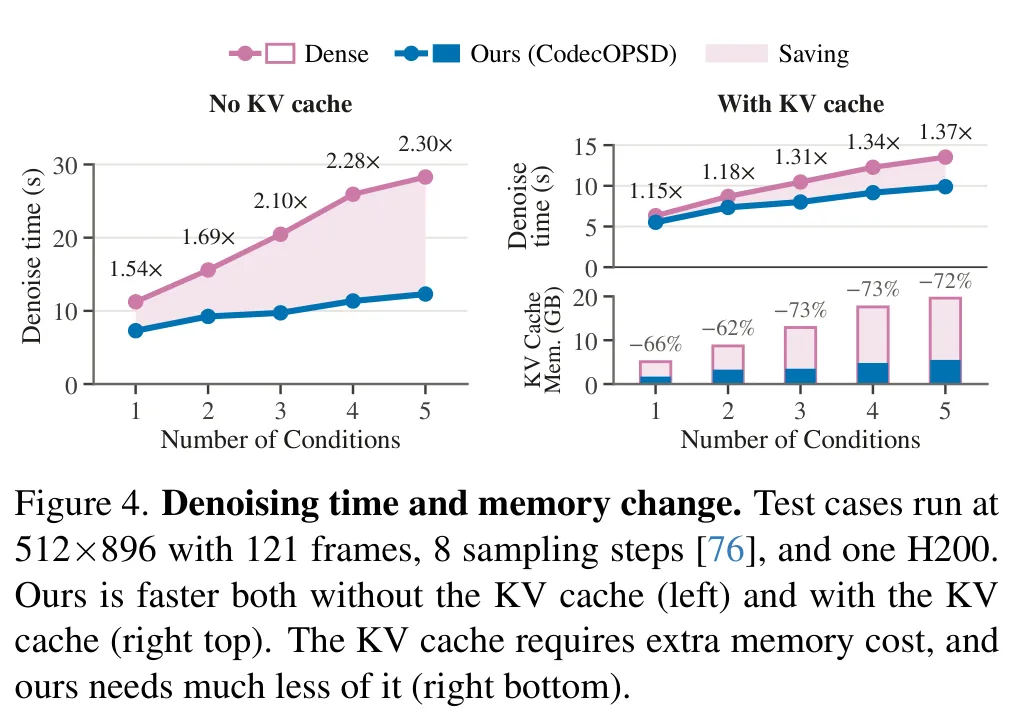 Dense Ours (CodecOPSD) Saving
No KV cache
Denoise time (s)
30
20
10
0
1.54×
1.69×
2.10×
2.28×
2.30×
1 2 3 4 5
Number of Conditions
With KV cache
Denoise
time (s)
15
10
5
0
1.15×
1.18×
1.31×
1.34×
1.37×
KV Cache
Mem. (GB)
20
10
0
−66%
−62%
−73%
−73%
−72%
1 2 3 4 5
Number of Conditions
Figure 4. Denoising time and memory change. Test cases run at
512×896 with 121 frames, 8 sampling steps [76], and one H200.
Ours is faster both without the KV cache (left) and with the KV
cache (right top). The KV cache requires extra memory cost, and
ours needs much less of it (right bottom).